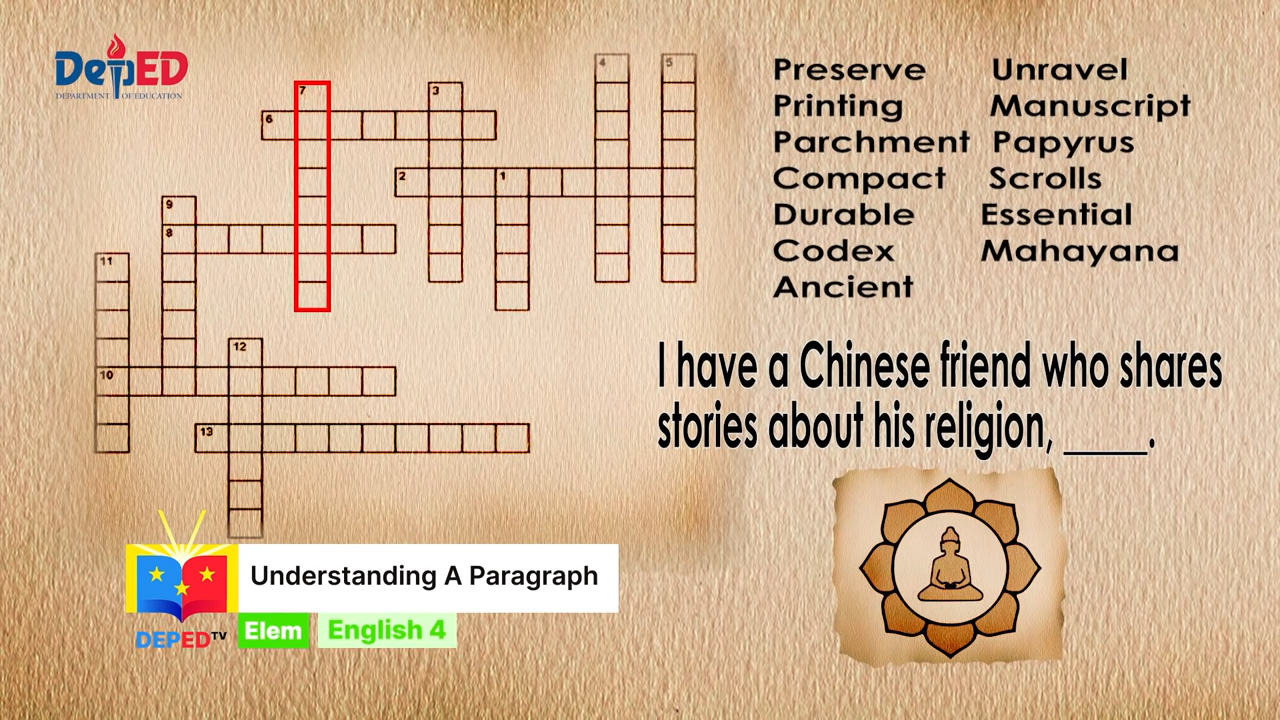 DepED
DEPARTMENT OF EDUCATION
4
5
7
3
6
2
1
9
8
11
12
10
13
Preserve Unravel
Printing Manuscript
Parchment Papyrus
Compact Scrolls
Durable Essential
Codex Mahayana
Ancient
I have a Chinese friend who shares
stories about his religion, ____.
Understanding A Paragraph
DEPED TV
Elem English 4